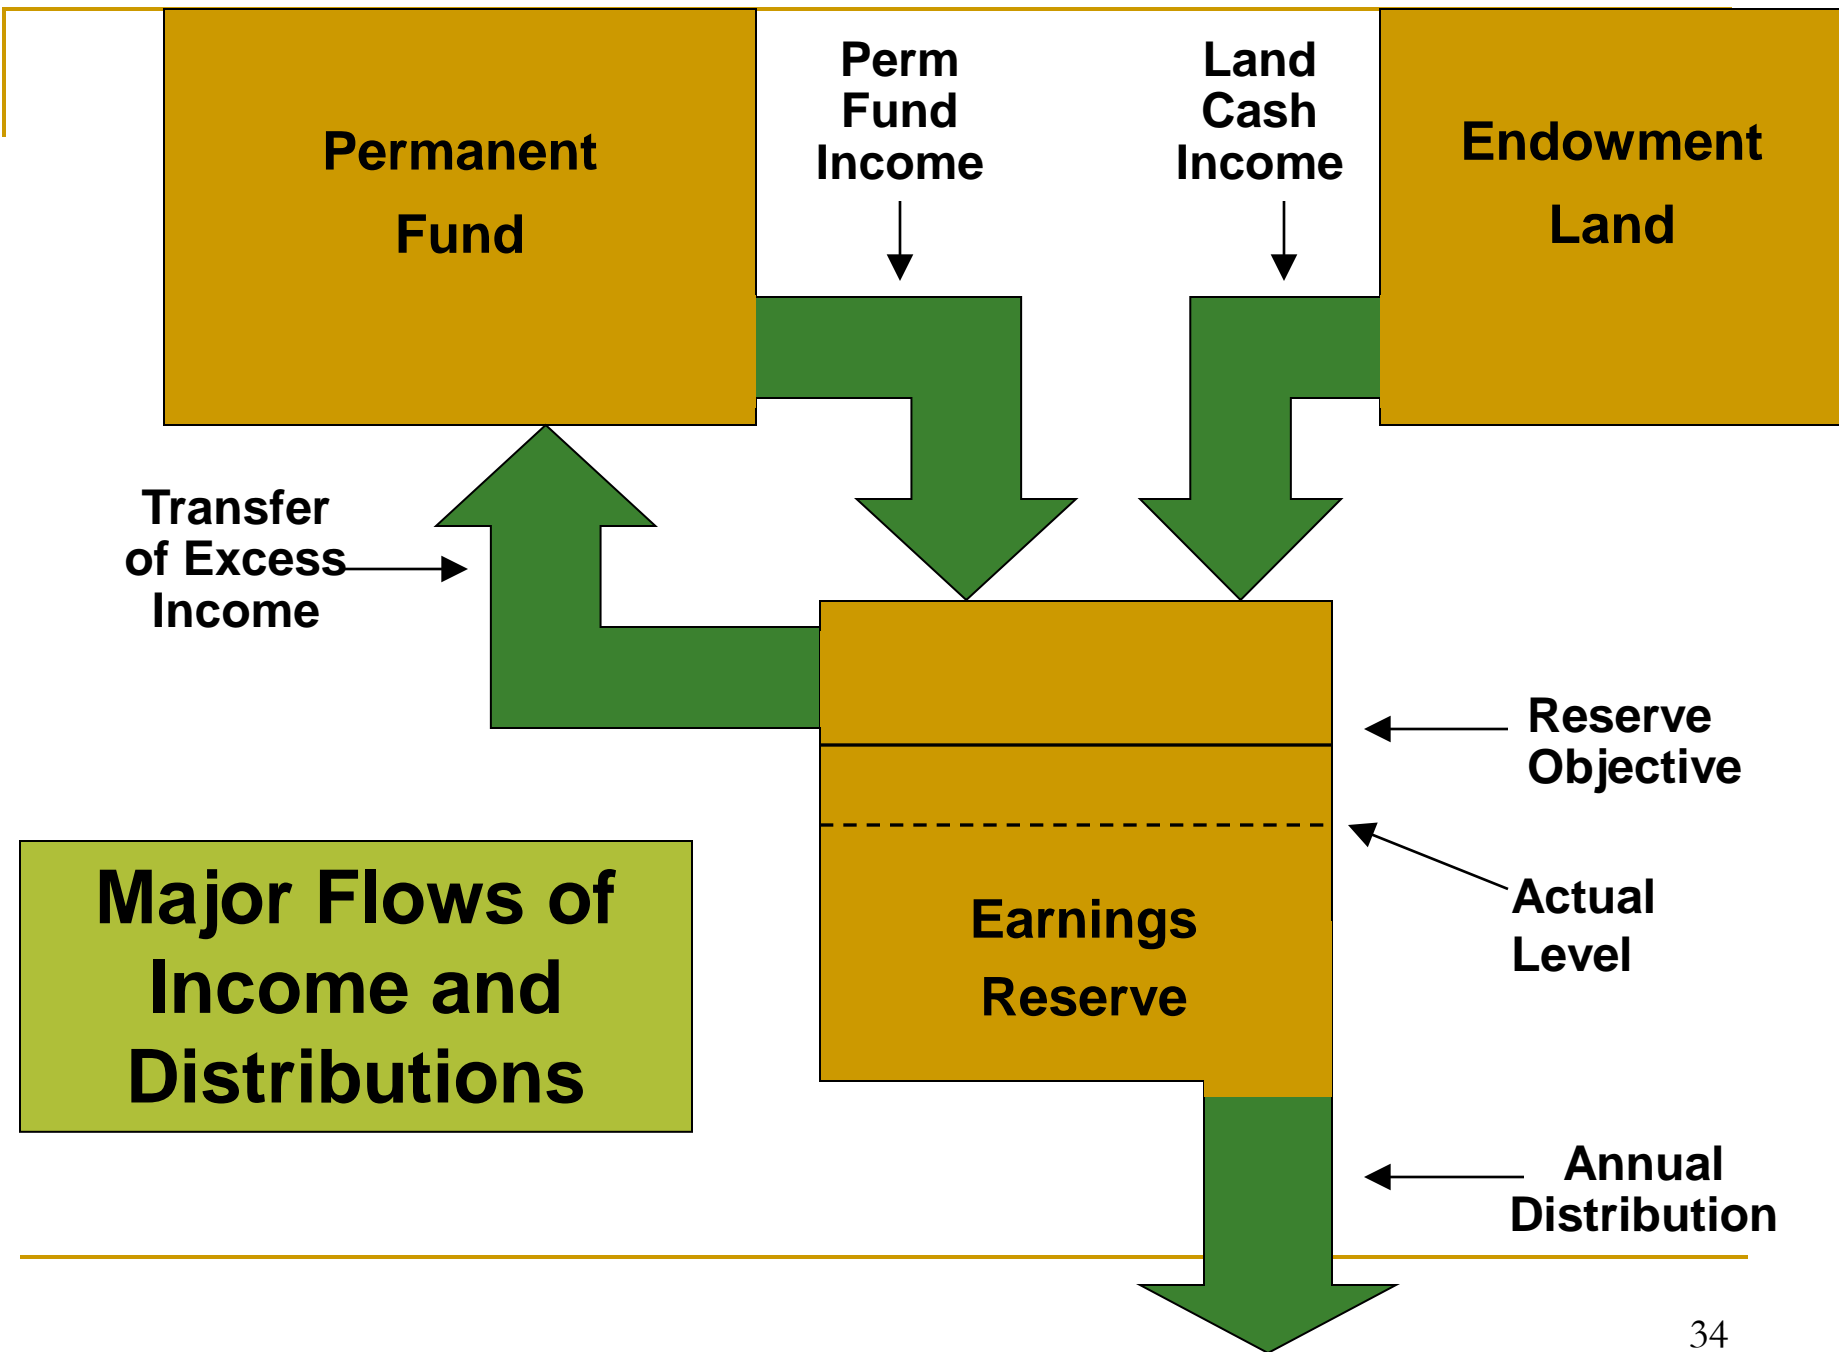 Permanent
Fund
Perm
Fund
Income
Land
Cash
Income
Endowment
Land
Transfer
of Excess
Income
Reserve
Objective
Actual
Level
Earnings
Reserve
Major Flows of
Income and
Distributions
Annual
Distribution
34